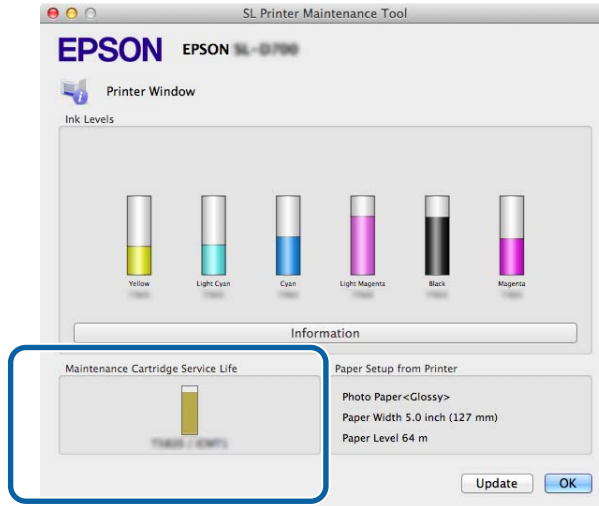 SL Printer Maintenance Tool
EPSON EPSON
Printer Window
Ink Levels
Yellow Light Cyan Cyan Light Magenta Black Magenta
Information
Maintenance Cartridge Service Life
Paper Setup from Printer
Photo Paper<Glossy>
Paper Width 5.0 inch (127 mm)
Paper Level 64 m
Update OK